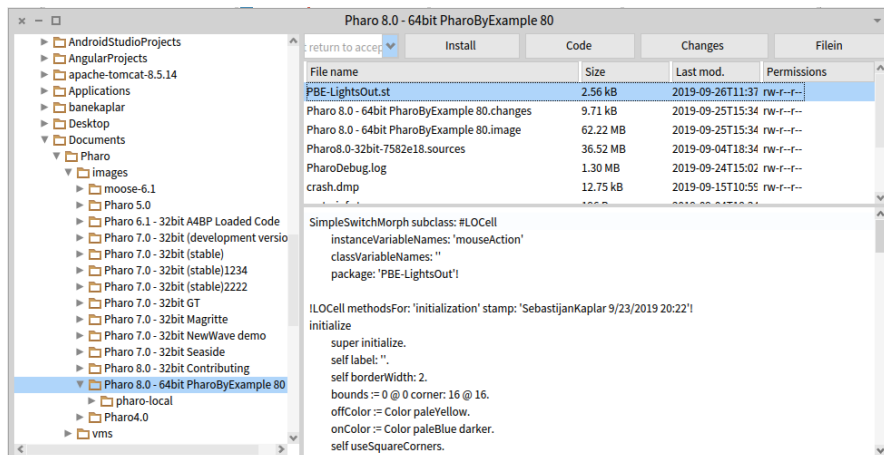 Pharo 8.0 - 64bit PharoByExample 80
AndroidStudioProjects
AngularProjects
apache-tomcat-8.5.14
Applications
banekaplar
Desktop
Documents
Pharo
images
moose-6.1
Pharo 5.0
Pharo 6.1 - 32bit A4BP Loaded Code
Pharo 7.0 - 32bit (development versio
Pharo 7.0 - 32bit (stable)
Pharo 7.0 - 32bit (stable)1234
Pharo 7.0 - 32bit (stable)2222
Pharo 7.0 - 32bit GT
Pharo 7.0 - 32bit Magritte
Pharo 7.0 - 32bit NewWave demo
Pharo 7.0 - 32bit Seaside
Pharo 8.0 - 32bit Contributing
Pharo 8.0 - 64bit PharoByExample 80
pharo-local
Pharo4.0
vms
return to accep Install Code Changes Filein
File name Size Last mod. Permissions
PBE-LightsOut.st 2.56 kB 2019-09-26T11:37 rw-r--r--
Pharo 8.0 - 64bit PharoByExample 80.changes 9.71 kB 2019-09-25T15:34 rw-r--r--
Pharo 8.0 - 64bit PharoByExample 80.image 62.22 MB 2019-09-25T15:34 rw-r--r--
Pharo8.0-32bit-7582e18.sources 36.52 MB 2019-09-04T18:34 rw-r--r--
PharoDebug.log 1.30 MB 2019-09-24T15:02 rw-r--r--
crash.dmp 12.75 kB 2019-09-15T10:59 rw-r--r--
SimpleSwitchMorph subclass: #LOCell
instanceVariableNames: 'mouseAction'
classVariableNames: ''
package: 'PBE-LightsOut'!
!LOCell methodsFor: 'initialization' stamp: 'SebastijanKaplar 9/23/2019 20:22'!
initialize
super initialize.
self label: ''.
self borderWidth: 2.
bounds := 0 @ 0 corner: 16 @ 16.
offColor := Color paleYellow.
onColor := Color paleBlue darker.
self useSquareCorners.